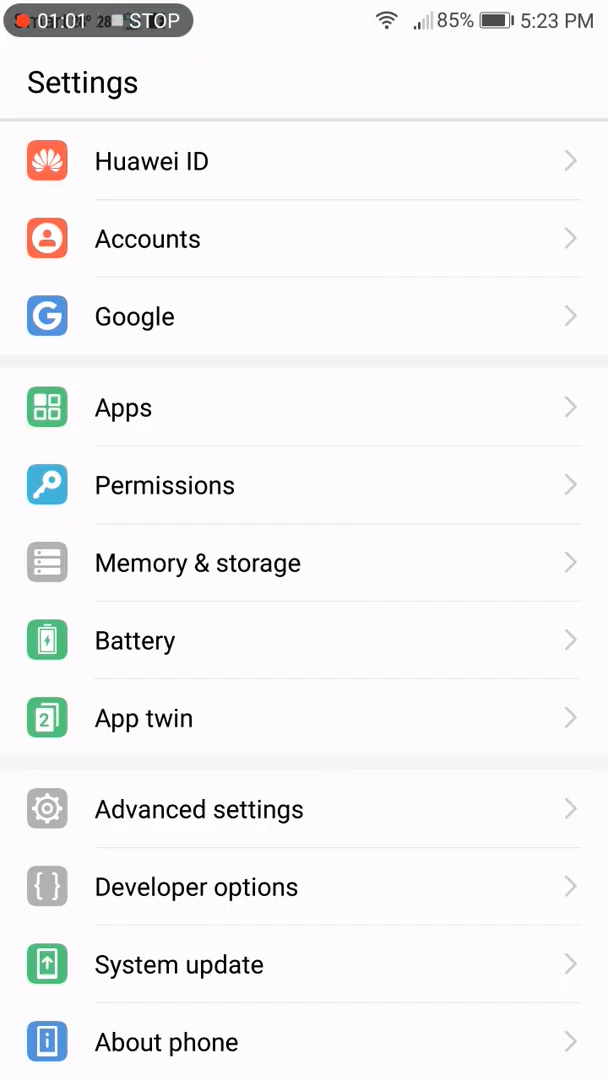 01:01 STOP 85% 5:23 PM
Settings
Huawei ID
Accounts
Google
Apps
Permissions
Memory & storage
Battery
2 App twin
Advanced settings
Developer options
System update
About phone